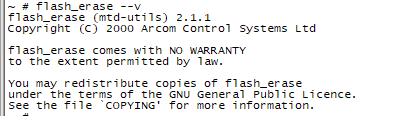 ~ # flash_erase --v
flash_erase (mtd-utils) 2.1.1
Copyright (C) 2000 Arcom Control Systems Ltd
flash_erase comes with NO WARRANTY
to the extent permitted by law.
You may redistribute copies of flash_erase
under the terms of the GNU General Public Licence.
See the file `COPYING' for more information.
~ #